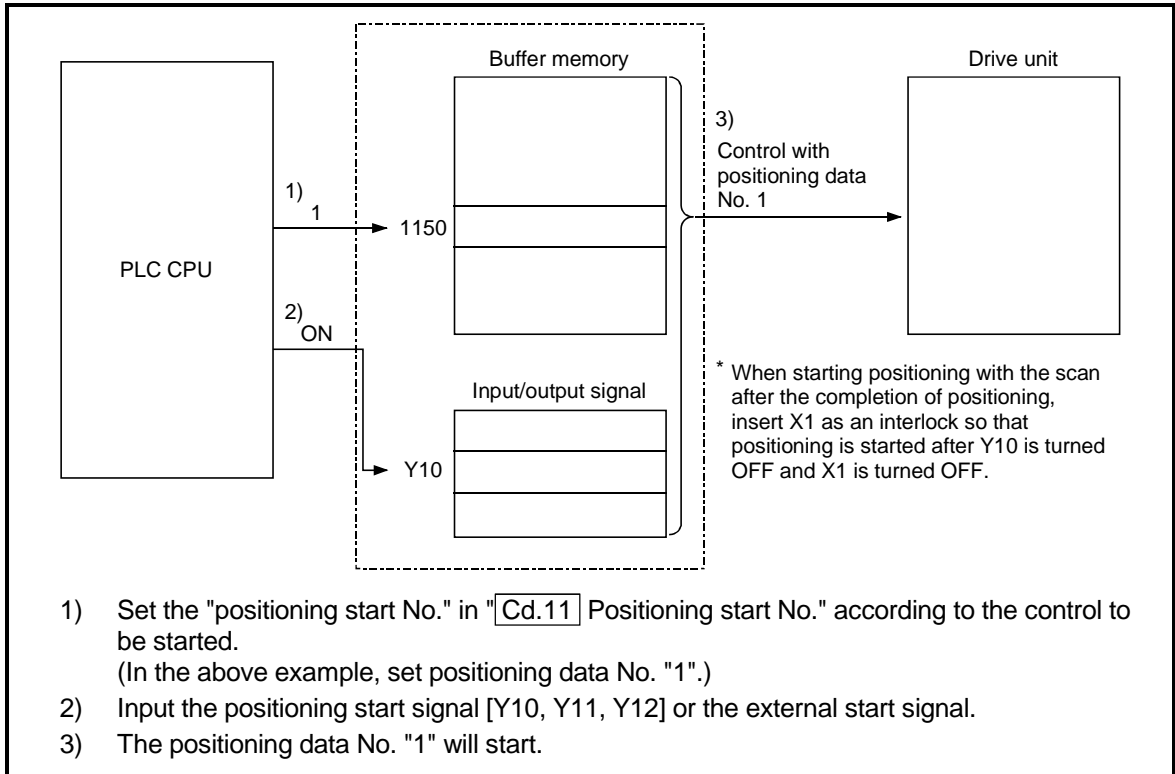 Buffer memory
Drive unit
PLC CPU
1)
1
1150
2)
ON
Input/output signal
Y10
3)
Control with
positioning data
No. 1
* When starting positioning with the scan
after the completion of positioning,
insert X1 as an interlock so that
positioning is started after Y10 is turned
OFF and X1 is turned OFF.
1) Set the "positioning start No." in "Cd.11 Positioning start No." according to the control to
be started.
(In the above example, set positioning data No. "1".)
2) Input the positioning start signal [Y10, Y11, Y12] or the external start signal.
3) The positioning data No. "1" will start.